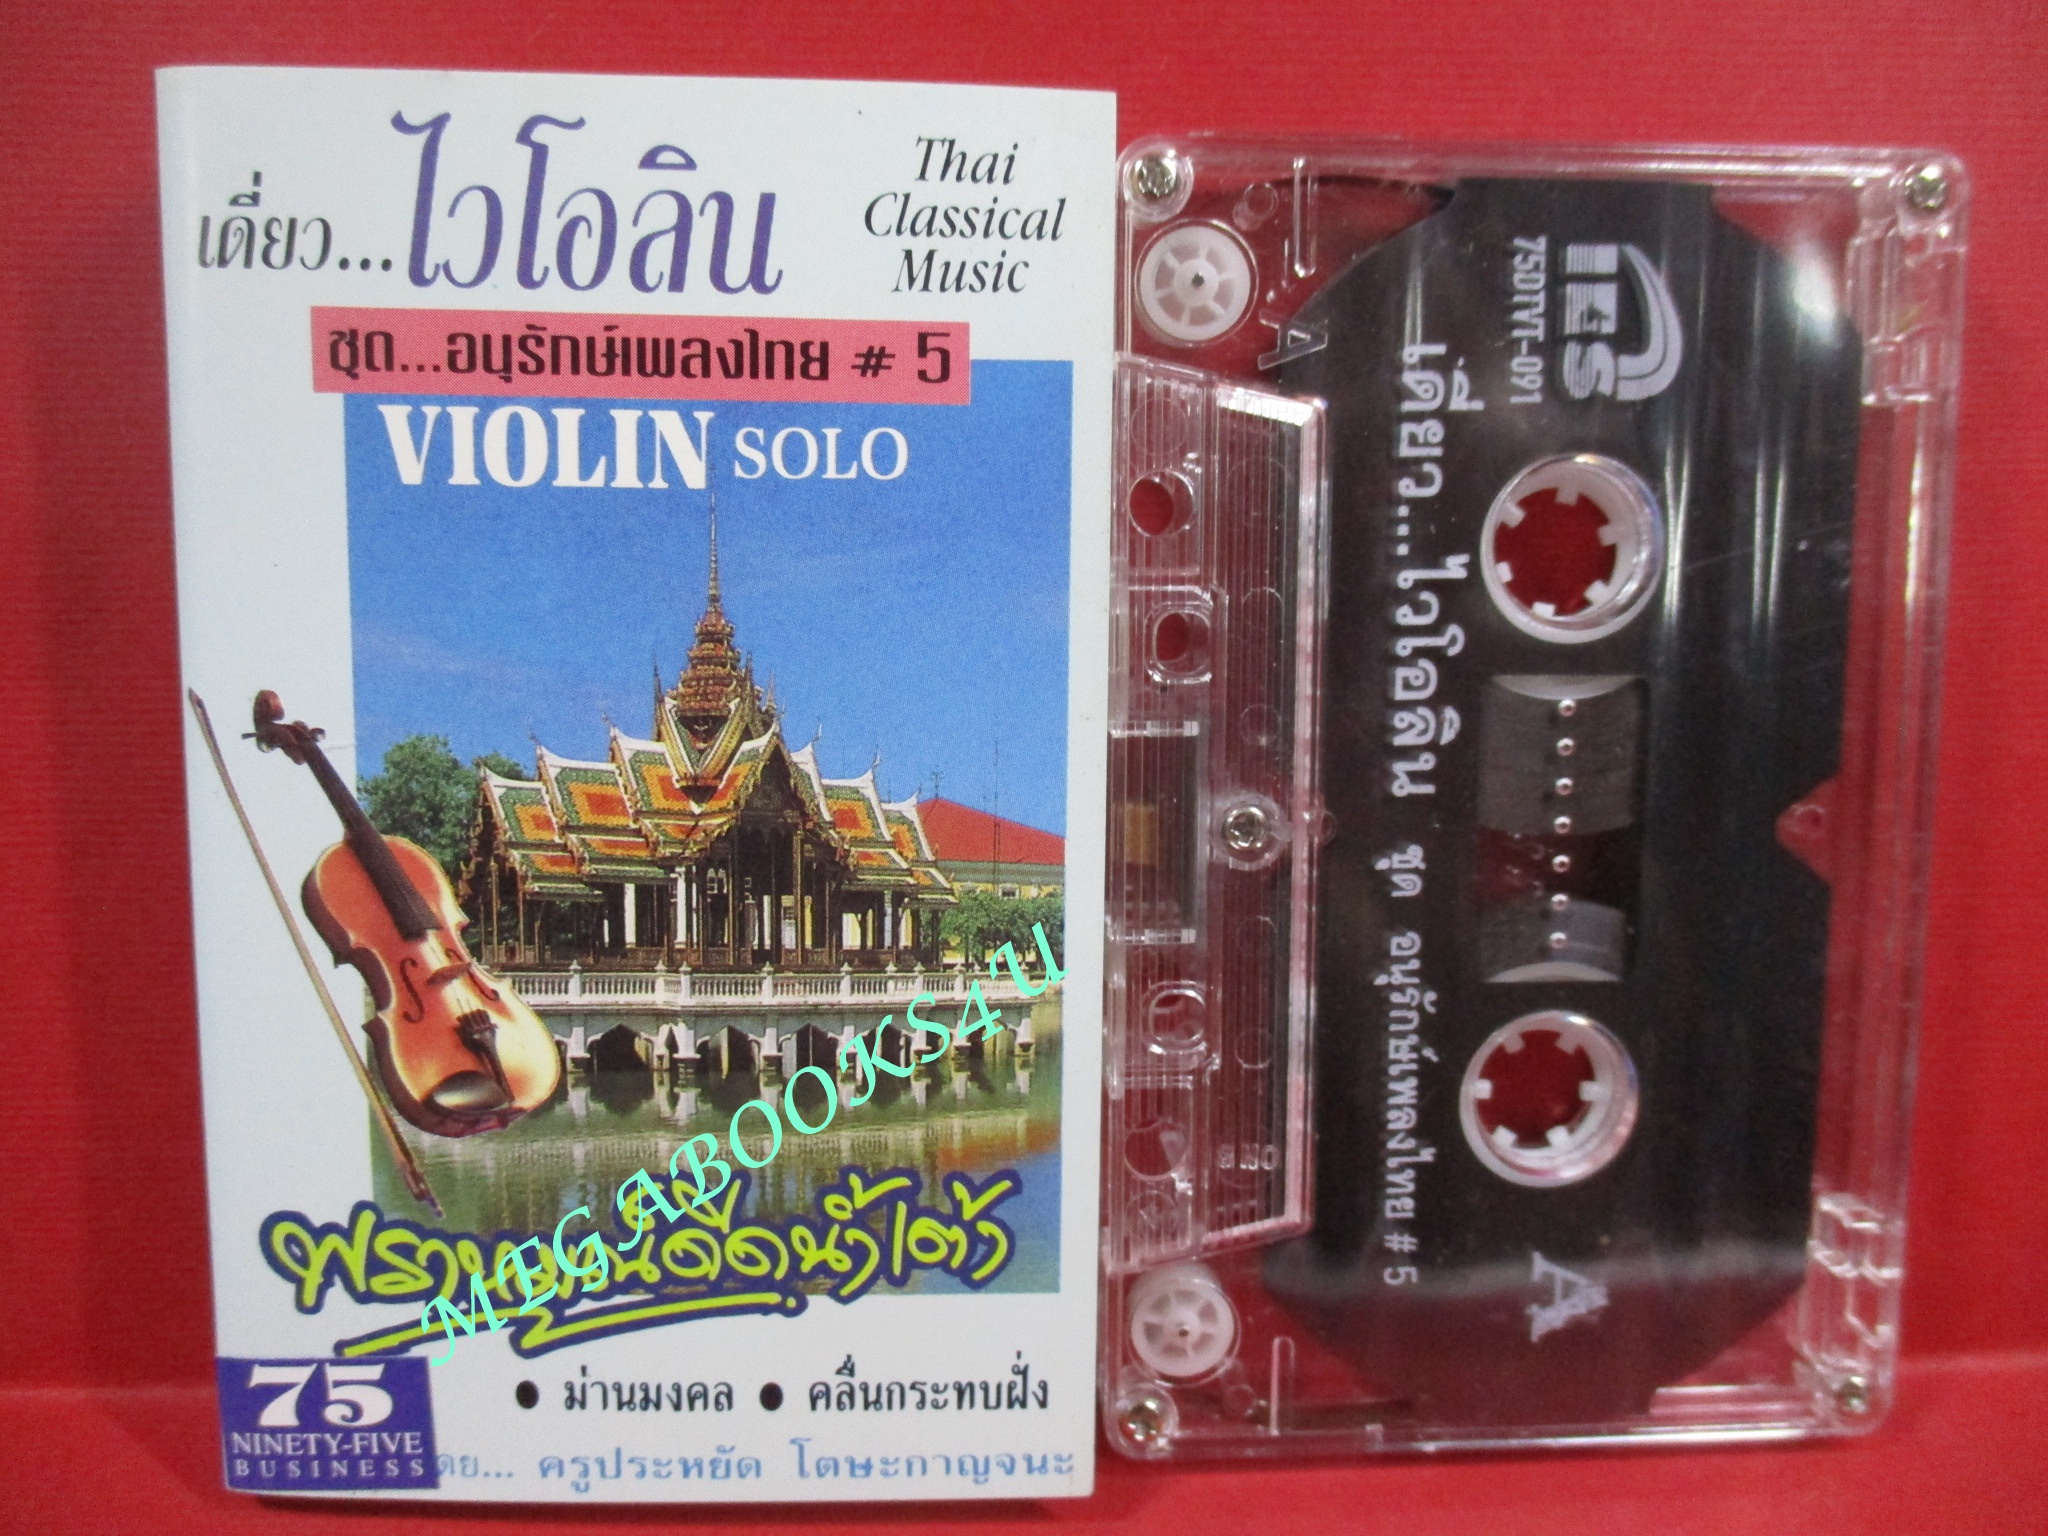 เดี่ยว...ไวโอลิน
Thai
Classical
Music
ชุด...อนุรักษ์เพลงไทย # 5
VIOLIN SOLO
พราหมณ์ดีดน้ำเต้า
MEGABOOKS4U
• ม่านมงคล • คลื่นกระทบฝั่ง
75
NINETY-FIVE
BUSINESS
โดย... ครูประหยัด โตษะกาญจนะ
A
75DTVT-091
เดี่ยว...ไวโอลิน ชุด อนุรักษ์เพลงไทย # 5
A